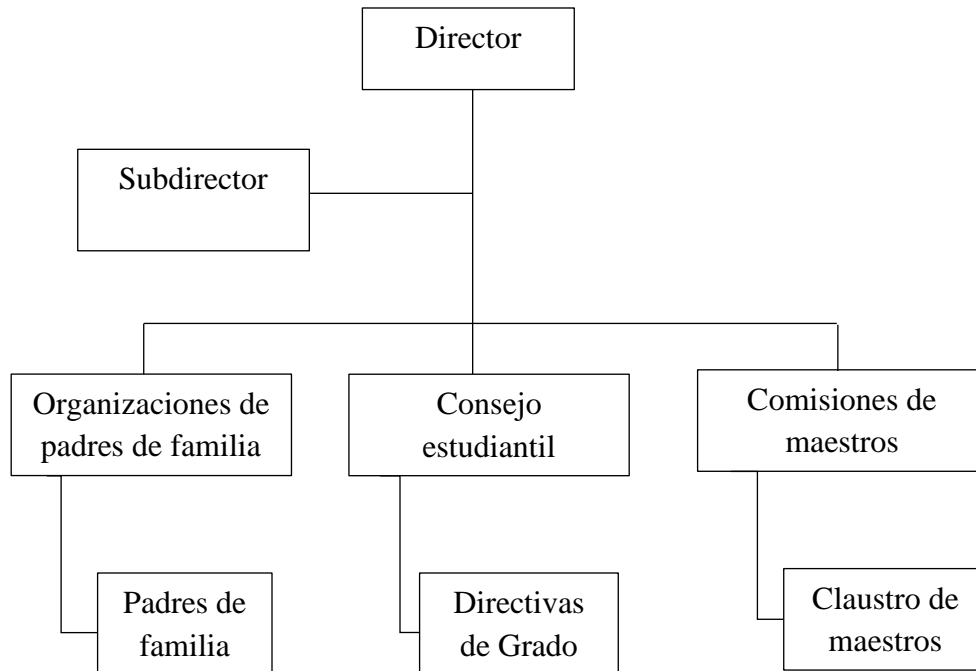 Director
Subdirector
Organizaciones de
padres de familia
Consejo
estudiantil
Comisiones de
maestros
Padres de
familia
Directivas
de Grado
Claustro de
maestros